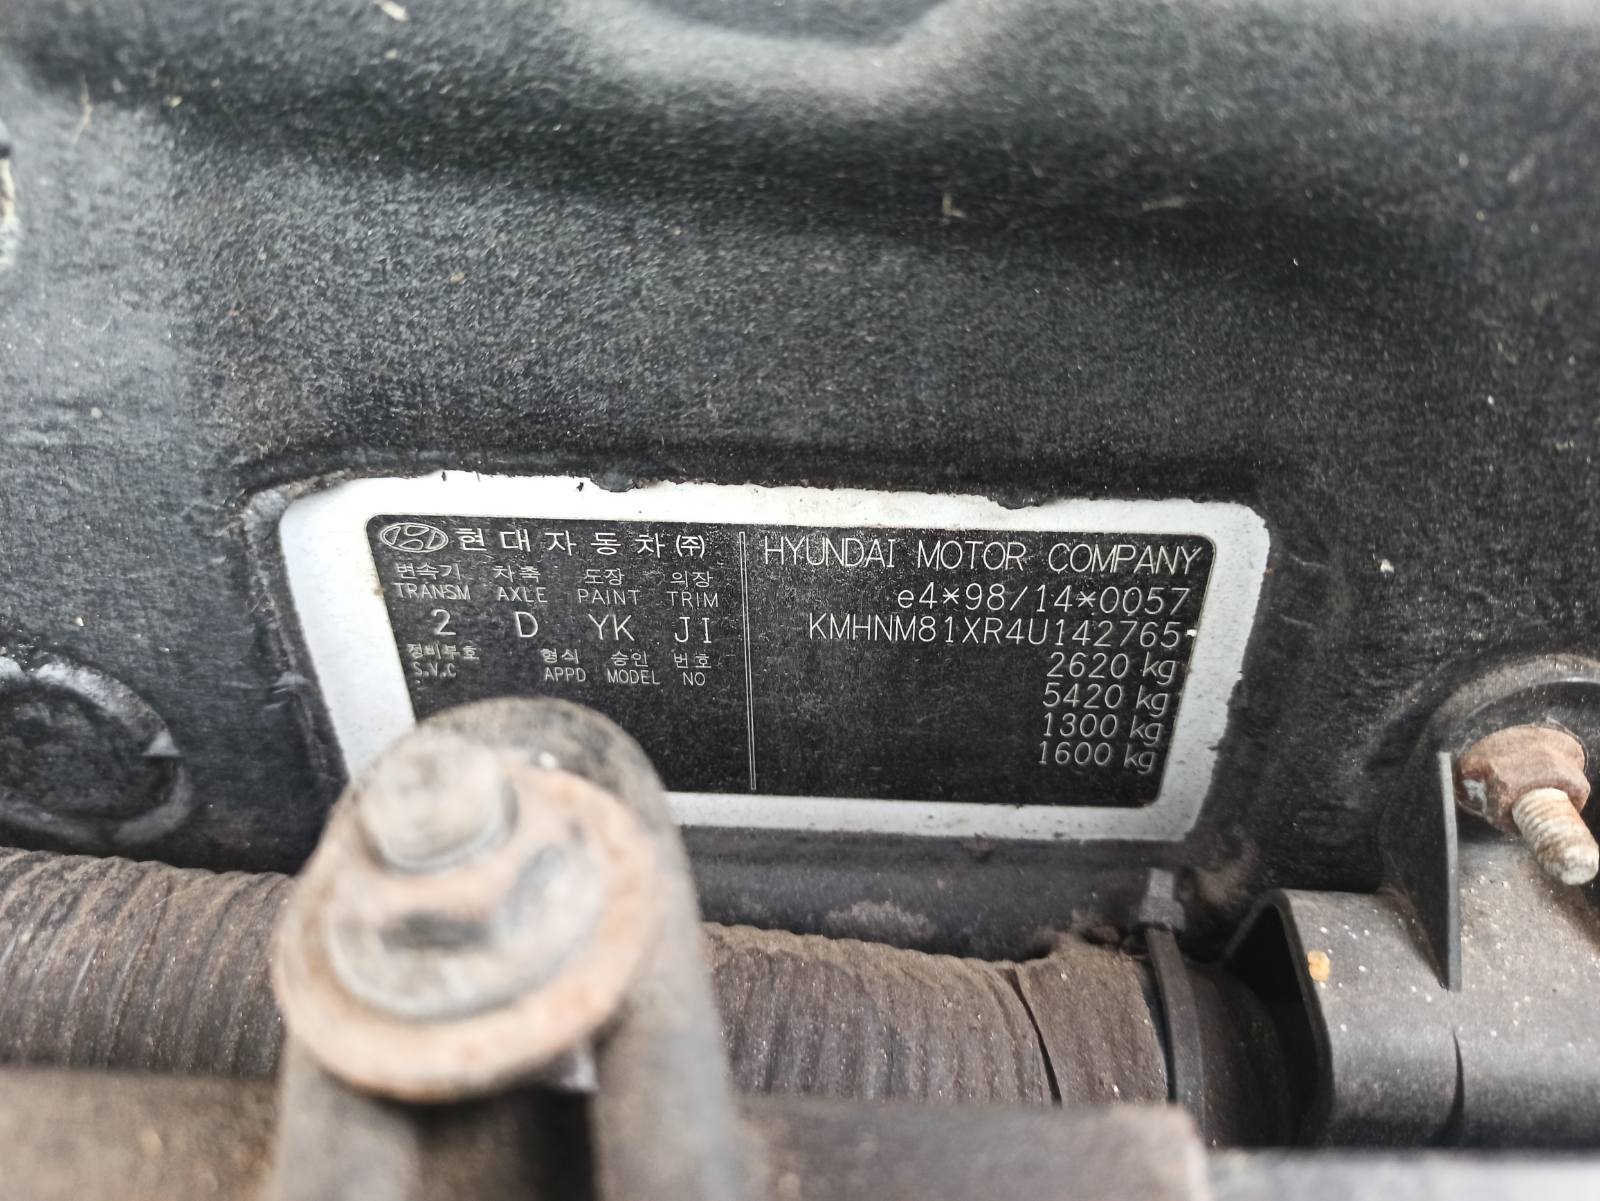 현대자동차(주)
변속기 차축 도장 의장
TRANSM AXLE PAINT TRIM
2 D YK JI
정비부호 형식 승인 번호
S.V.C APPD MODEL NO
HYUNDAI MOTOR COMPANY
e4*98/14*0057
KMHNM81XR4U142765
2620 kg
5420 kg
1300 kg
1600 kg